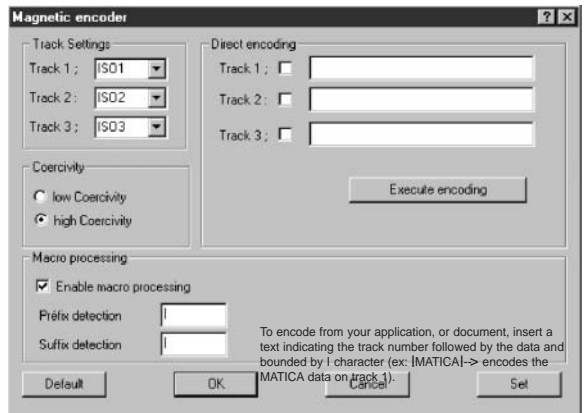 Magnetic encoder
Track Settings
Track 1 ; ISO1
Track 2 : ISO2
Track 3 ; ISO3
Direct encoding
Track 1 ;
Track 2 :
Track 3 ;
Execute encoding
Coercivity
low Coercivity
high Coercivity
Macro processing
Enable macro processing
Préfix detection |
Suffix detection |
To encode from your application, or document, insert a
text indicating the track number followed by the data and
bounded by I character (ex: |MATICA|--> encodes the
MATICA data on track 1).
Default OK Cancel Set